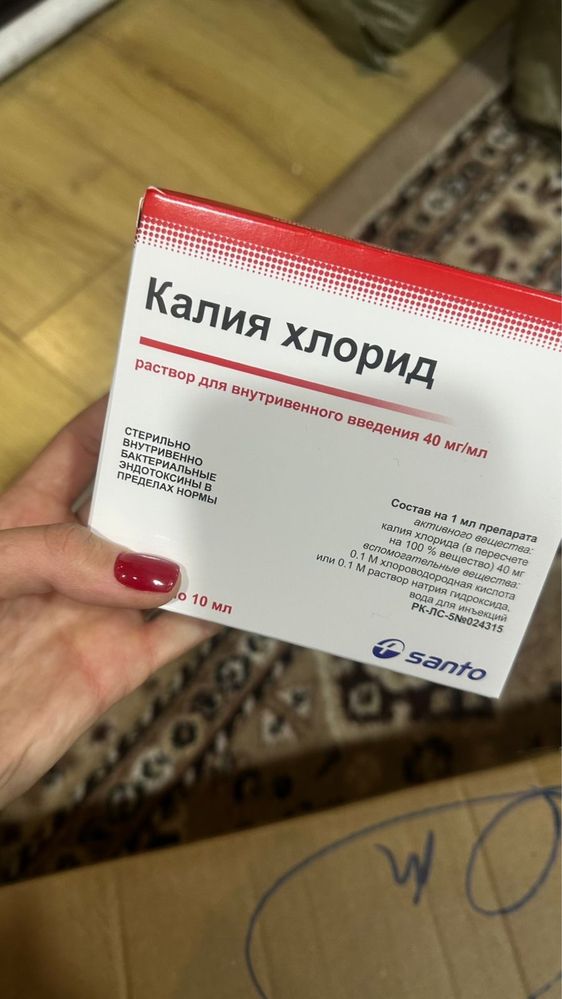 Калия хлорид
раствор для внутривенного введения 40 мг/мл
СТЕРИЛЬНО
ВНУТРИВЕННО
БАКТЕРИАЛЬНЫЕ
ЭНДОТОКСИНЫ В
ПРЕДЕЛАХ НОРМЫ
Состав на 1 мл препарата
активного вещества:
калия хлорида (в пересчете
на 100 % вещество) 40 мг
вспомогательные вещества:
0.1 М хлороводородная кислота
или 0.1 М раствор натрия гидроксида,
вода для инъекций
РК-ЛС-5№024315
по 10 мл
santo